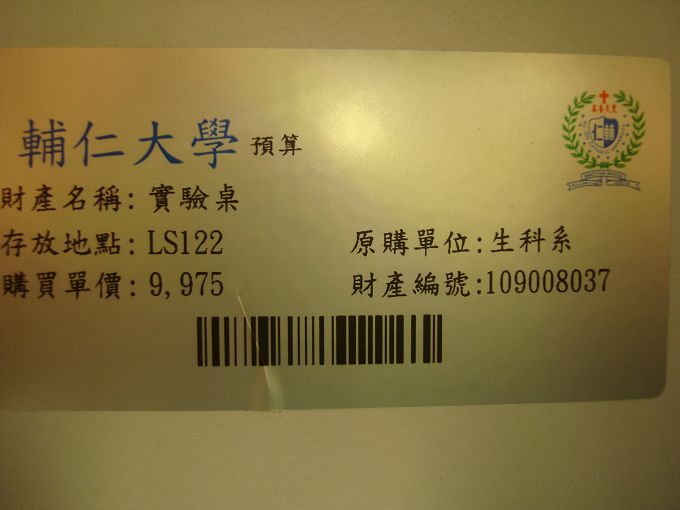 輔仁大學 預算
財產名稱: 實驗桌
存放地點: LS122 原購單位:生科系
購買單價: 9,975 財產編號:109008037